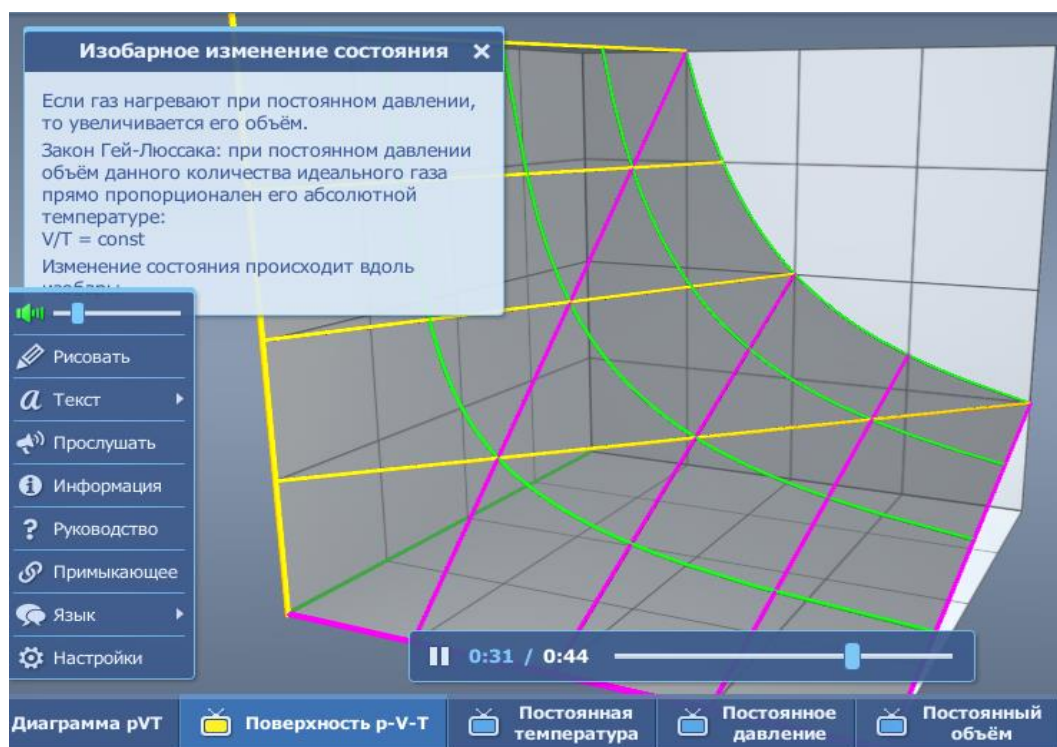 Изобарное изменение состояния
Если газ нагревают при постоянном давлении,
то увеличивается его объём.
Закон Гей-Люссака: при постоянном давлении
объём данного количества идеального газа
прямо пропорционален его абсолютной
температуре:
V/T = const
Изменение состояния происходит вдоль
изобары
Рисовать
a Текст
Прослушать
Информация
? Руководство
Примыкающее
Язык
Настройки
0:31 / 0:44
Диаграмма pVT
Поверхность p-V-T
Постоянная
температура
Постоянное
давление
Постоянный
объём